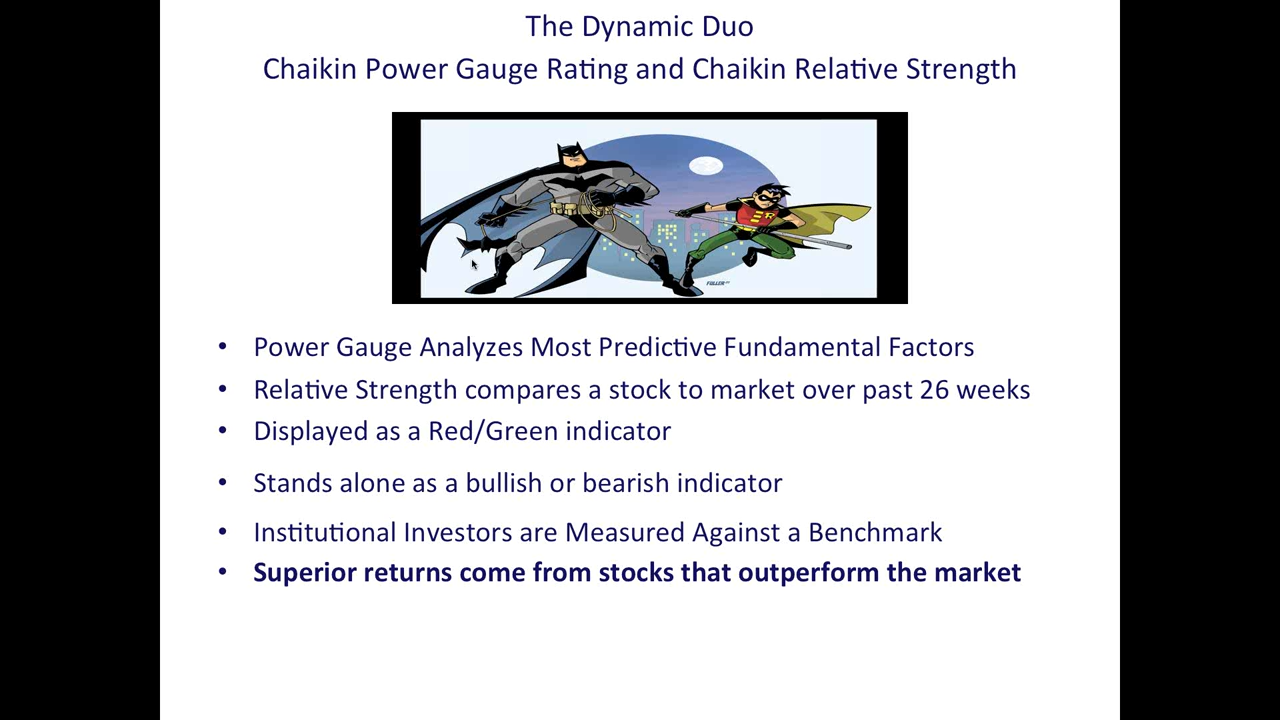 The Dynamic Duo
Chaikin Power Gauge Rating and Chaikin Relative Strength
FULLER
• Power Gauge Analyzes Most Predictive Fundamental Factors
• Relative Strength compares a stock to market over past 26 weeks
• Displayed as a Red/Green indicator
• Stands alone as a bullish or bearish indicator
• Institutional Investors are Measured Against a Benchmark
• Superior returns come from stocks that outperform the market